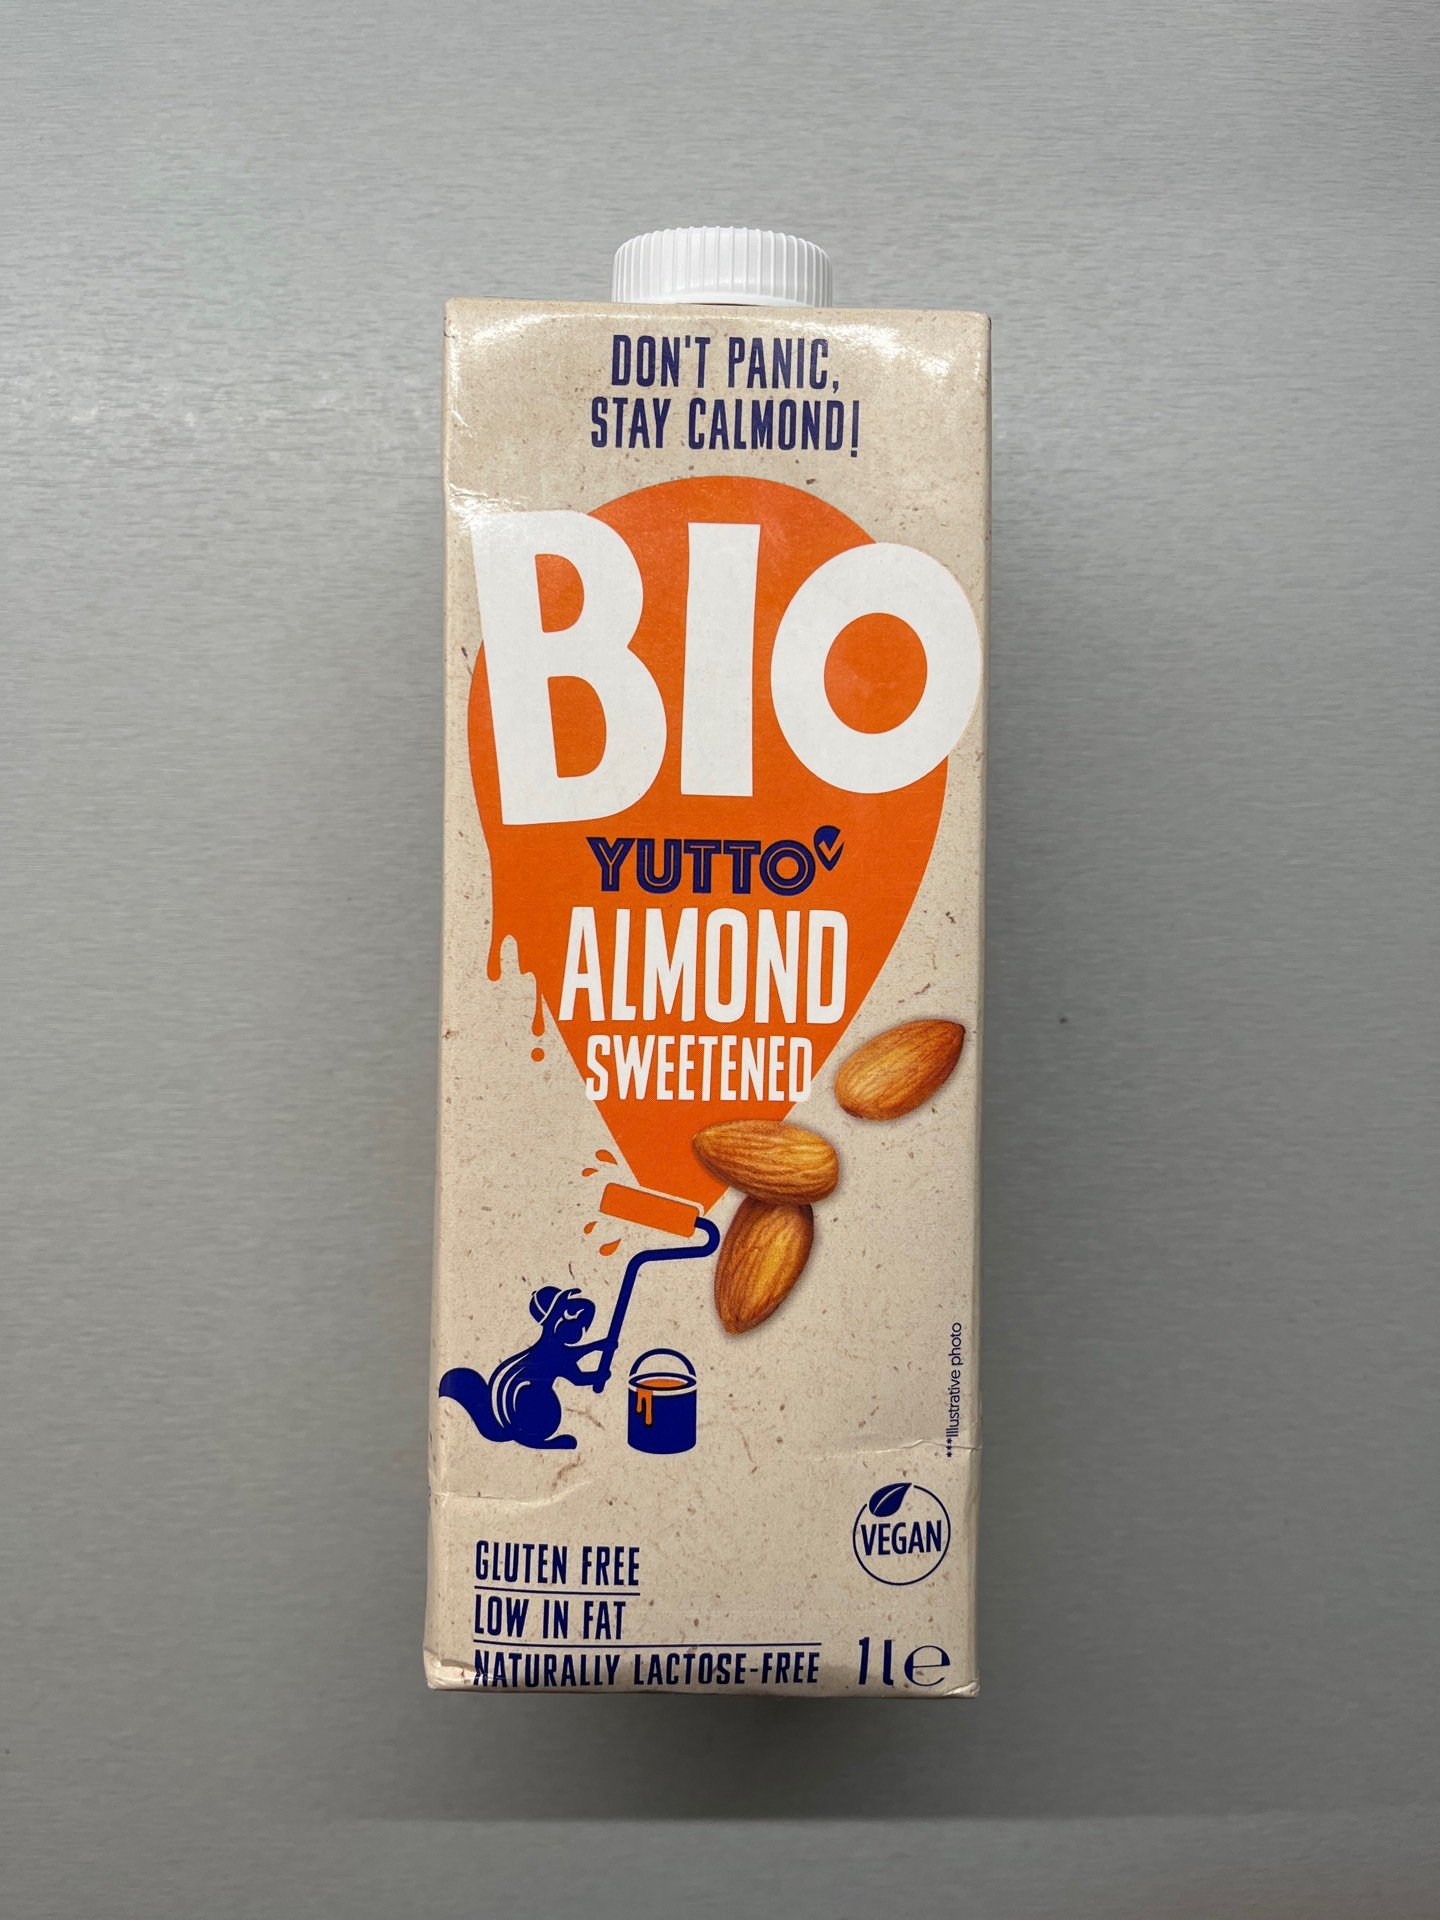 DON'T PANIC,
STAY CALMOND!
BIO
YUTTO
ALMOND
SWEETENED
***Illustrative photo
VEGAN
GLUTEN FREE
LOW IN FAT
NATURALLY LACTOSE-FREE
1l℮